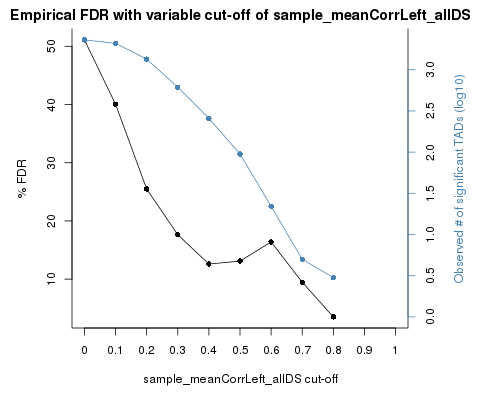 Empirical FDR with variable cut-off of sample_meanCorrLeft_allDS
% FDR
50
40
30
20
10
3.0
2.5
2.0
1.5
1.0
0.5
0.0
Observed # of significant TADs (log10)
0 0.1 0.2 0.3 0.4 0.5 0.6 0.7 0.8 0.9 1
sample_meanCorrLeft_allDS cut-off